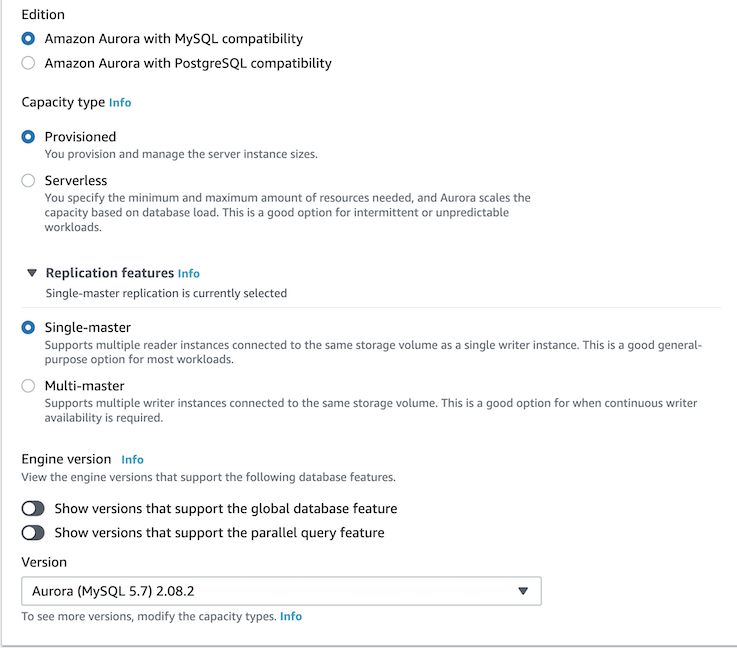 Edition
Amazon Aurora with MySQL compatibility
Amazon Aurora with PostgreSQL compatibility
Capacity type Info
Provisioned
You provision and manage the server instance sizes.
Serverless
You specify the minimum and maximum amount of resources needed, and Aurora scales the
capacity based on database load. This is a good option for intermittent or unpredictable
workloads.
Replication features Info
Single-master replication is currently selected
Single-master
Supports multiple reader instances connected to the same storage volume as a single writer instance. This is a good general-
purpose option for most workloads.
Multi-master
Supports multiple writer instances connected to the same storage volume. This is a good option for when continuous writer
availability is required.
Engine version Info
View the engine versions that support the following database features.
Show versions that support the global database feature
Show versions that support the parallel query feature
Version
Aurora (MySQL 5.7) 2.08.2
To see more versions, modify the capacity types. Info